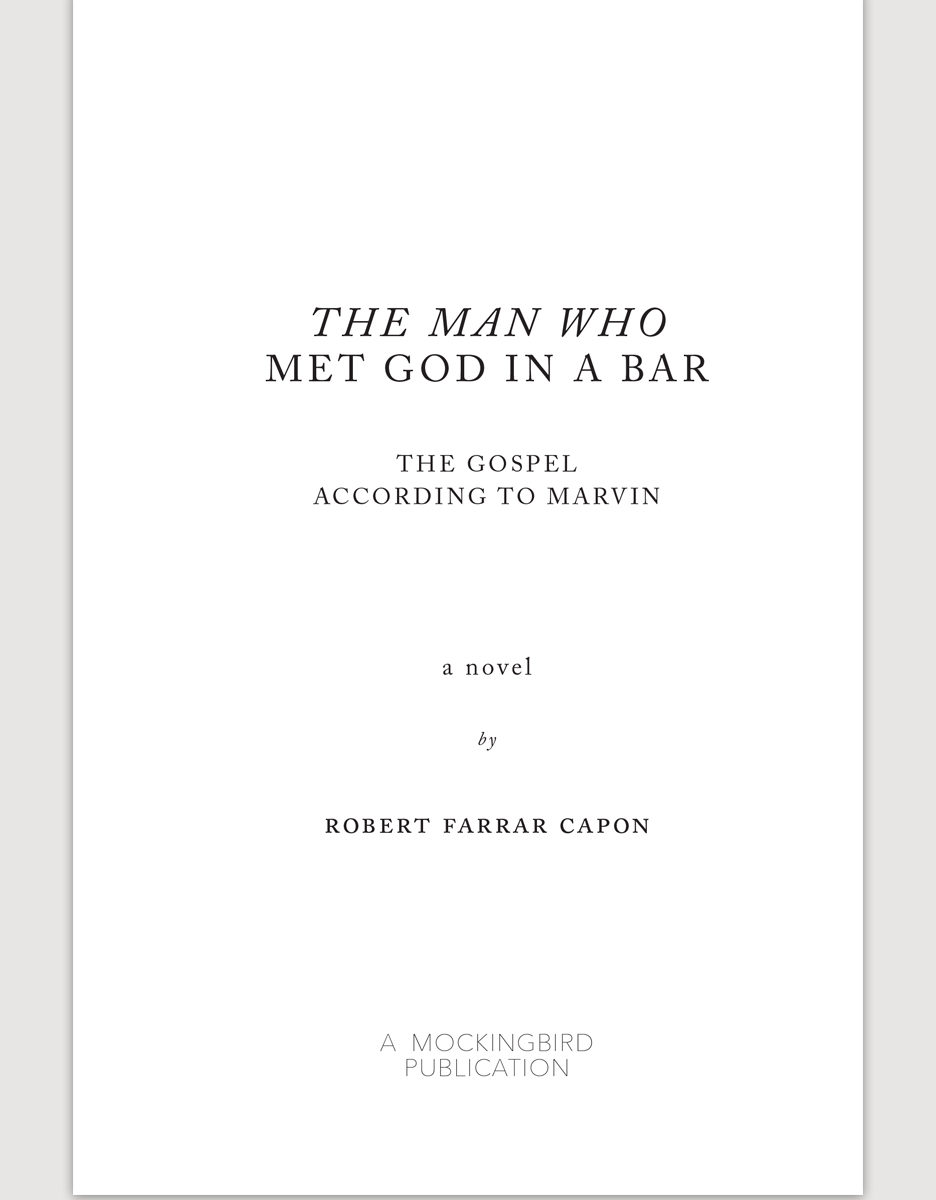 THE MAN WHO
MET GOD IN A BAR
THE GOSPEL
ACCORDING TO MARVIN
a novel
by
ROBERT FARRAR CAPON
A MOCKINGBIRD
PUBLICATION